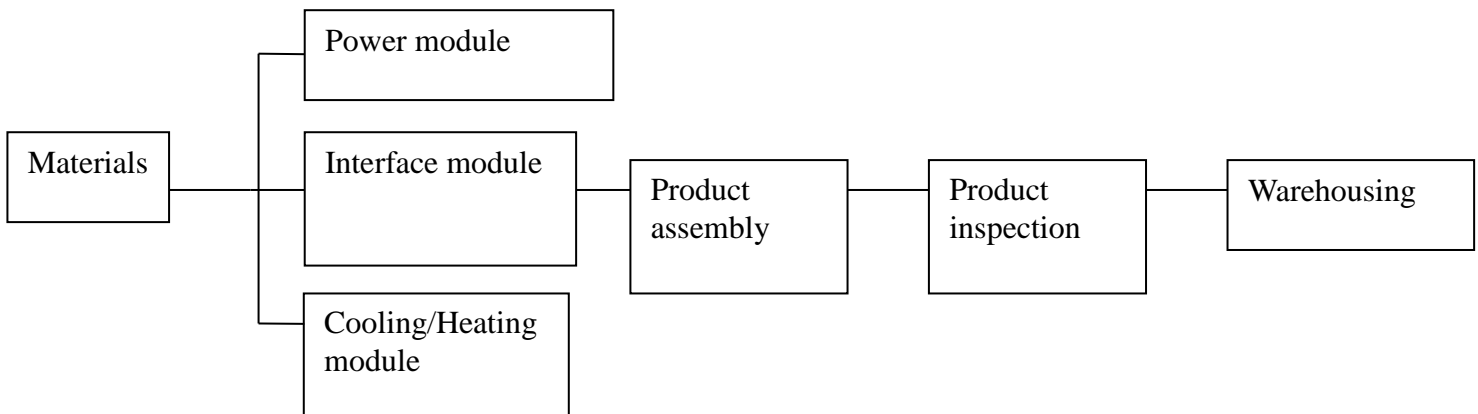 Power module
Materials
Interface module
Product
assembly
Product
inspection
Warehousing
Cooling/Heating
module